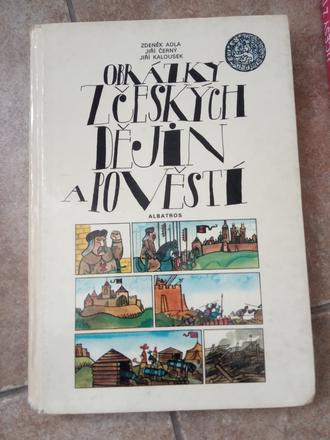 ZDENĚK ADLA
JIŘÍ ČERNÝ
JIŘÍ KALOUSEK
OBRÁZKY
Z ČESKÝCH
DĚJIN
A POVĚSTÍ
ALBATROS